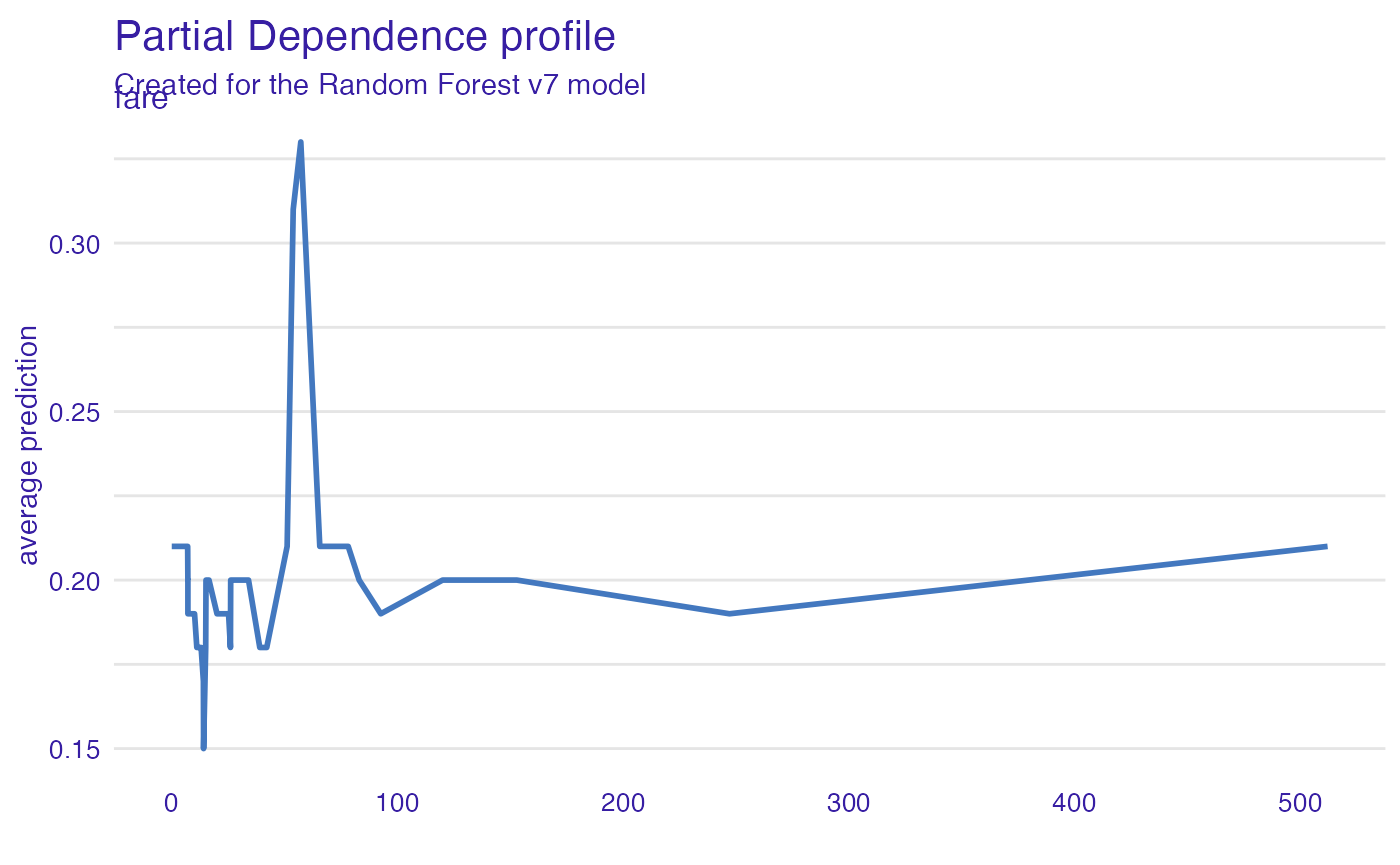 Partial Dependence profile
Created for the Random Forest v7 model
fare
average prediction
0.30
0.25
0.20
0.15
0 100 200 300 400 500